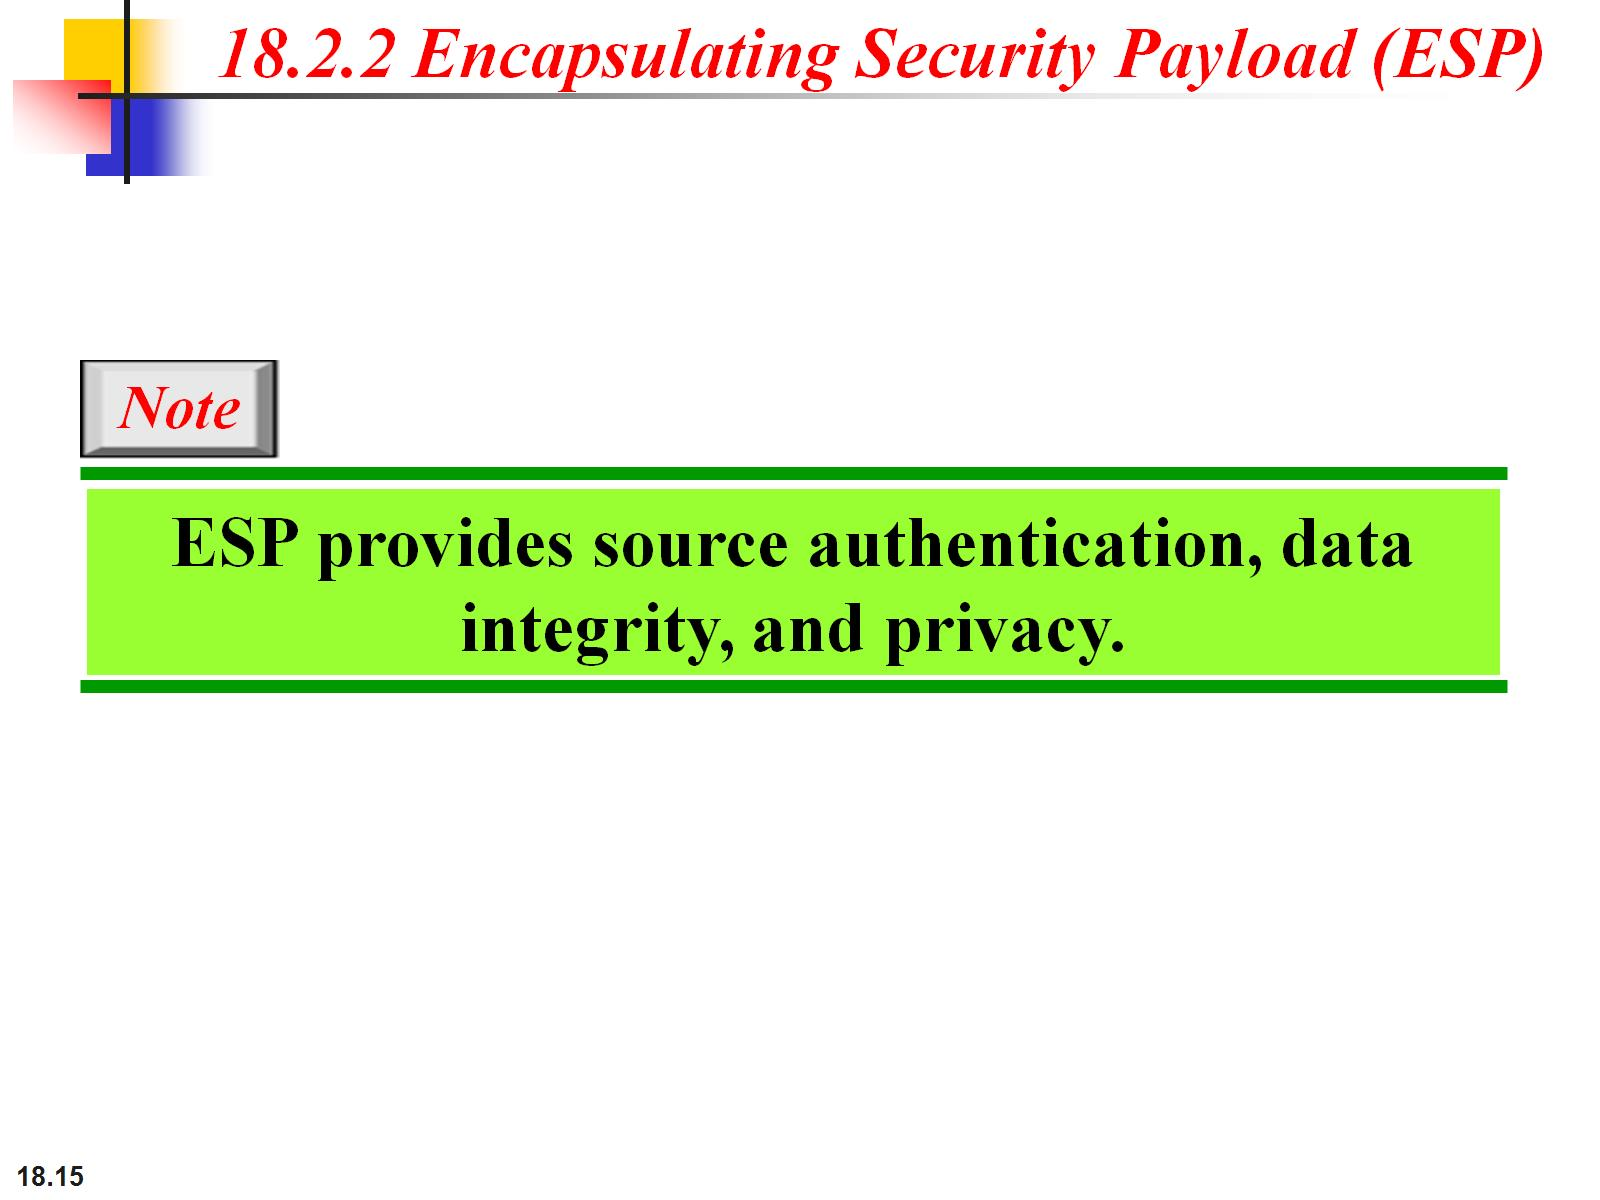 18.2.2 Encapsulating Security Payload (ESP)
Note
ESP provides source authentication, data
integrity, and privacy.
18.15